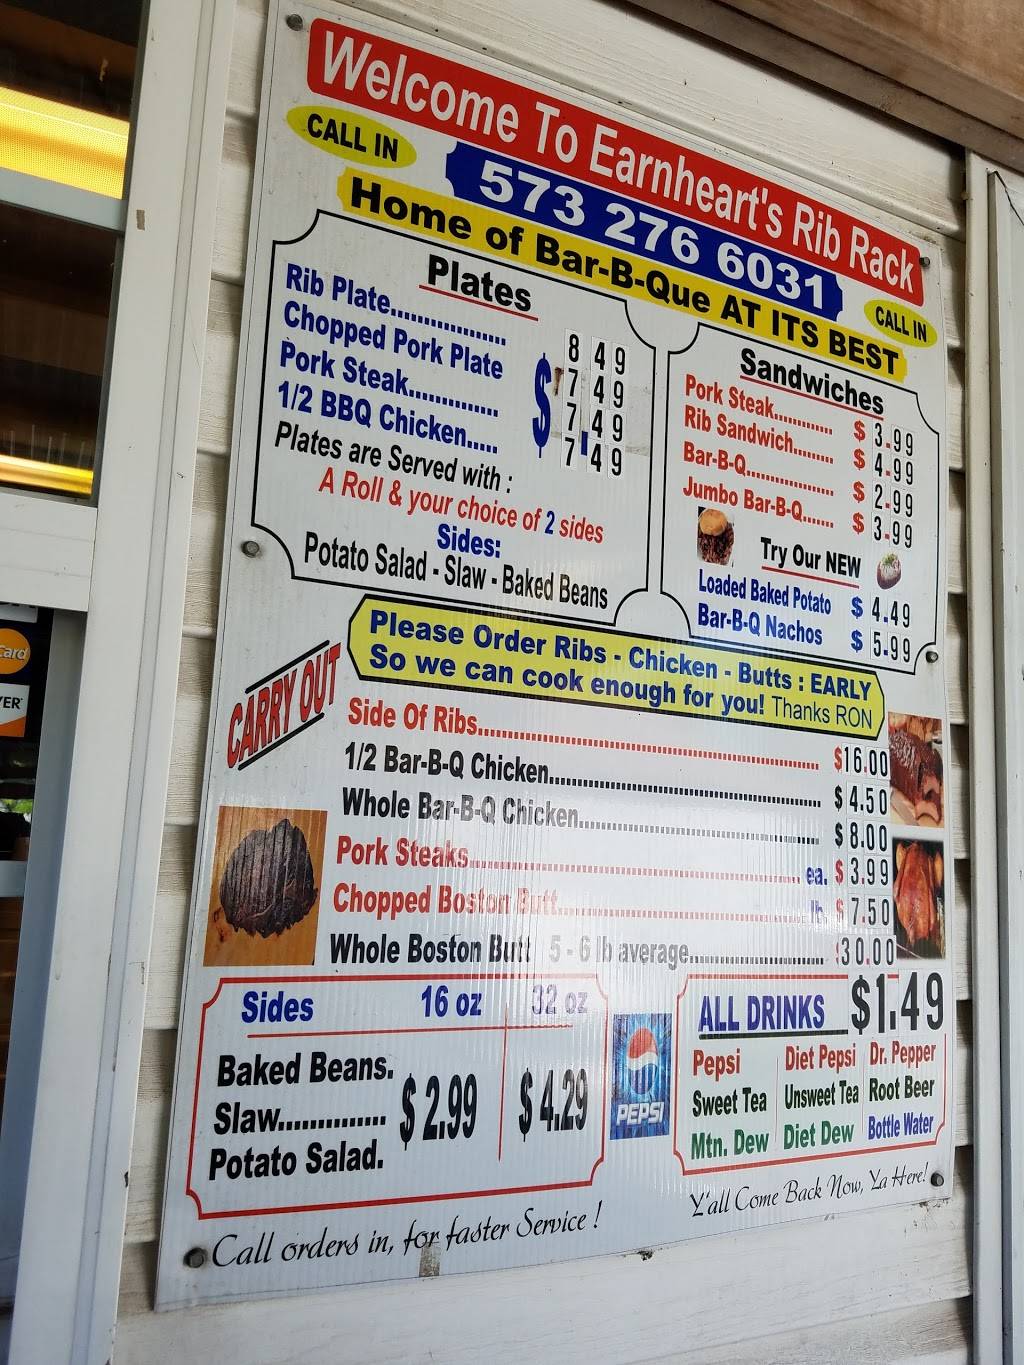 Welcome To Earnheart's Rib Rack
CALL IN
573 276 6031
CALL IN
Home of Bar-B-Que AT ITS BEST
Plates
Rib Plate.................. 8 49
Chopped Pork Plate $ 7 49
Pork Steak.............. 7.49
1/2 BBQ Chicken..... 7 49
Plates are Served with :
A Roll & your choice of 2 sides
Sides:
Potato Salad - Slaw - Baked Beans
Sandwiches
Pork Steak............ $ 3.99
Rib Sandwich........ $ 4.99
Bar-B-Q.................. $ 2.99
Jumbo Bar-B-Q....... $ 3.99
Try Our NEW
Loaded Baked Potato $ 4.49
Bar-B-Q Nachos $ 5.99
Please Order Ribs - Chicken - Butts : EARLY
So we can cook enough for you! Thanks RON
CARRY OUT
Side Of Ribs........................................ $16.00
1/2 Bar-B-Q Chicken........................................ $4.50
Whole Bar-B-Q Chicken.................................... $8.00
Pork Steaks........................................ ea. $3.99
Chopped Boston Butt........................................ lb. $7.50
Whole Boston Butt 5 - 6 lb average.................... $30.00
Sides 16 oz 32 oz
Baked Beans.
Slaw.............. $2.99 $4.29
Potato Salad.
PEPSI
ALL DRINKS $1.49
Pepsi Diet Pepsi Dr. Pepper
Sweet Tea Unsweet Tea Root Beer
Mtn. Dew Diet Dew Bottle Water
Call orders in, for faster Service !
Y'all Come Back Now, Ya Here!
Card
VER